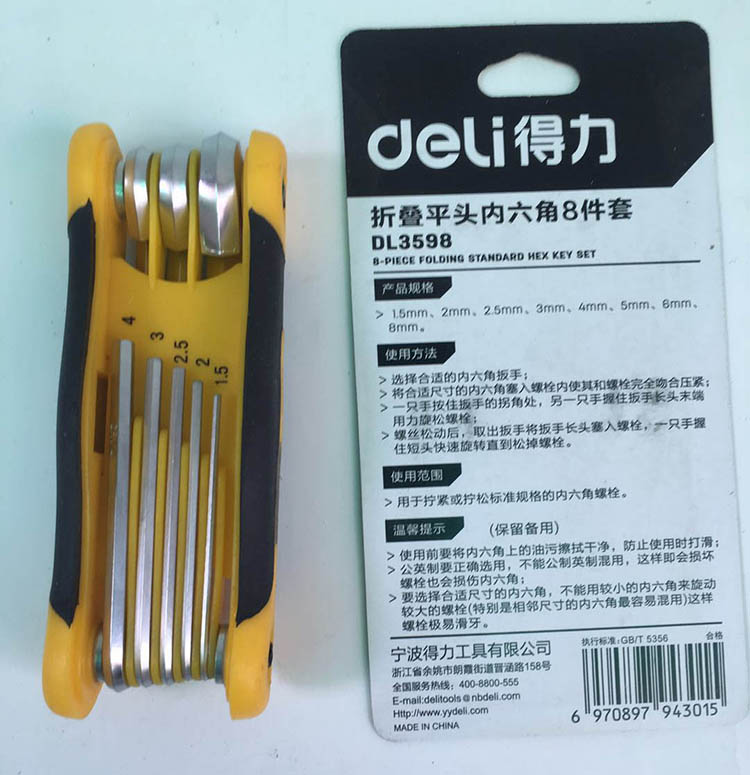 4
3
2.5
2
1.5
deli得力
折叠平头内六角8件套
DL3598
8-PIECE FOLDING STANDARD HEX KEY SET
产品规格
> 1.5mm、2mm、2.5mm、3mm、4mm、5mm、6mm、
8mm。
使用方法
> 选择合适的内六角扳手；
> 将合适尺寸的内六角塞入螺栓内使其和螺栓完全吻合压紧；
> 一只手按住扳手的拐角处，另一只手握住扳手长头末端
用力旋松螺栓；
> 螺丝松动后，取出扳手将扳手长头塞入螺栓，一只手握
住短头快速旋转直到松掉螺栓。
使用范围
> 用于拧紧或拧松标准规格的内六角螺栓。
温馨提示 (保留备用)
> 使用前要将内六角上的油污擦拭干净，防止使用时打滑；
> 公英制要正确选用，不能公制英制混用，这样即会损坏
螺栓也会损伤内六角；
> 要选择合适尺寸的内六角，不能用较小的内六角来旋动
较大的螺栓(特别是相邻尺寸的内六角最容易混用)这样
螺栓极易滑牙。
宁波得力工具有限公司
浙江省余姚市朗霞街道晋涵路158号
全国服务热线：400-8800-555
E-mail:delitools@nbdeli.com
Http://www.yydeli.com
MADE IN CHINA
执行标准：GB/T 5356 合格
6 970897 943015